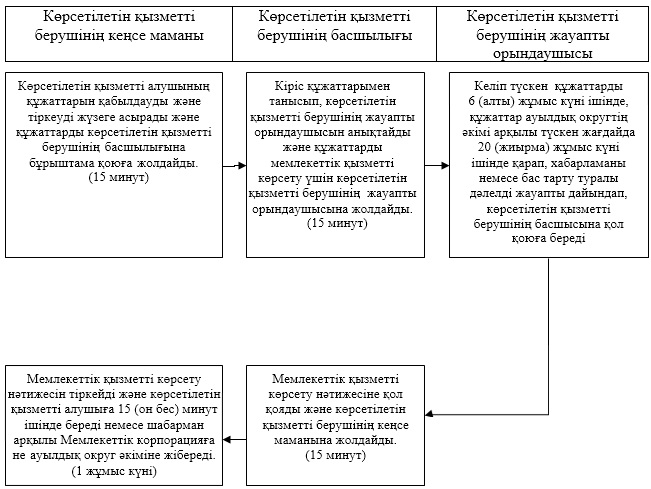 Көрсетілетін қызметті
берушінің кеңсе маманы
Көрсетілетін қызметті
берушінің басшылығы
Көрсетілетін қызметті
берушінің жауапты
орындаушысы
Көрсетілетін қызметті алушының
құжаттарын қабылдауды және
тіркеуді жүзеге асырады және
құжаттарды көрсетілетін қызметті
берушінің басшылығына
бұрыштама қоюға жолдайды.
(15 минут)
Кіріс құжаттарымен
танысып, көрсетілетін
қызметті берушінің жауапты
орындаушысын анықтайды
және құжаттарды
мемлекеттік қызметті
көрсету үшін көрсетілетін
қызметті берушінің жауапты
орындаушысына жолдайды.
(15 минут)
Келіп түскен құжаттарды
6 (алты) жұмыс күні ішінде,
құжаттар ауылдық округтің
әкімі арқылы түскен жағдайда
20 (жиырма) жұмыс күні
ішінде қарап, хабарламаны
немесе бас тарту туралы
дәлелді жауапты дайындап,
көрсетілетін қызметті
берушінің басшысына қол
қоюға береді
Мемлекеттік қызметті көрсету
нәтижесін тіркейді және көрсетілетін
қызметті алушыға 15 (он бес) минут
ішінде береді немесе шабарман
арқылы Мемлекеттік корпорацияға
не ауылдық округ әкіміне жібереді.
(1 жұмыс күні)
Мемлекеттік қызметті
көрсету нәтижесіне қол
қояды және көрсетілетін
қызметті берушінің кеңсе
маманына жолдайды.
(15 минут)